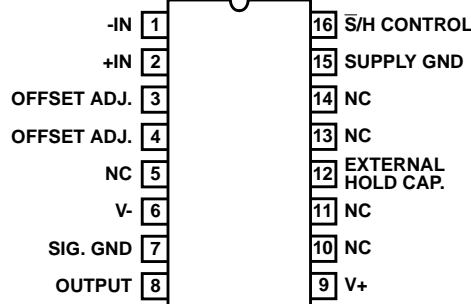 -IN 1
+IN 2
OFFSET ADJ. 3
OFFSET ADJ. 4
NC 5
V- 6
SIG. GND 7
OUTPUT 8
16 S̅/H CONTROL
15 SUPPLY GND
14 NC
13 NC
12 EXTERNAL
HOLD CAP.
11 NC
10 NC
9 V+